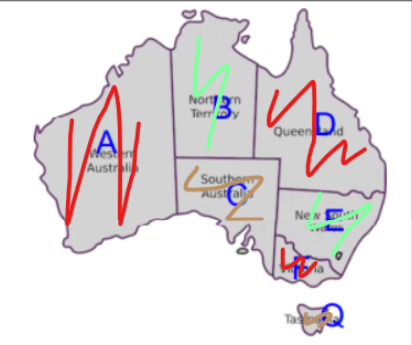 B
Northern
Territory
D
Queensland
A
Western
Australia
Southern
Australia
C
New South
Wales
E
F
Victoria
Tasmania
Q